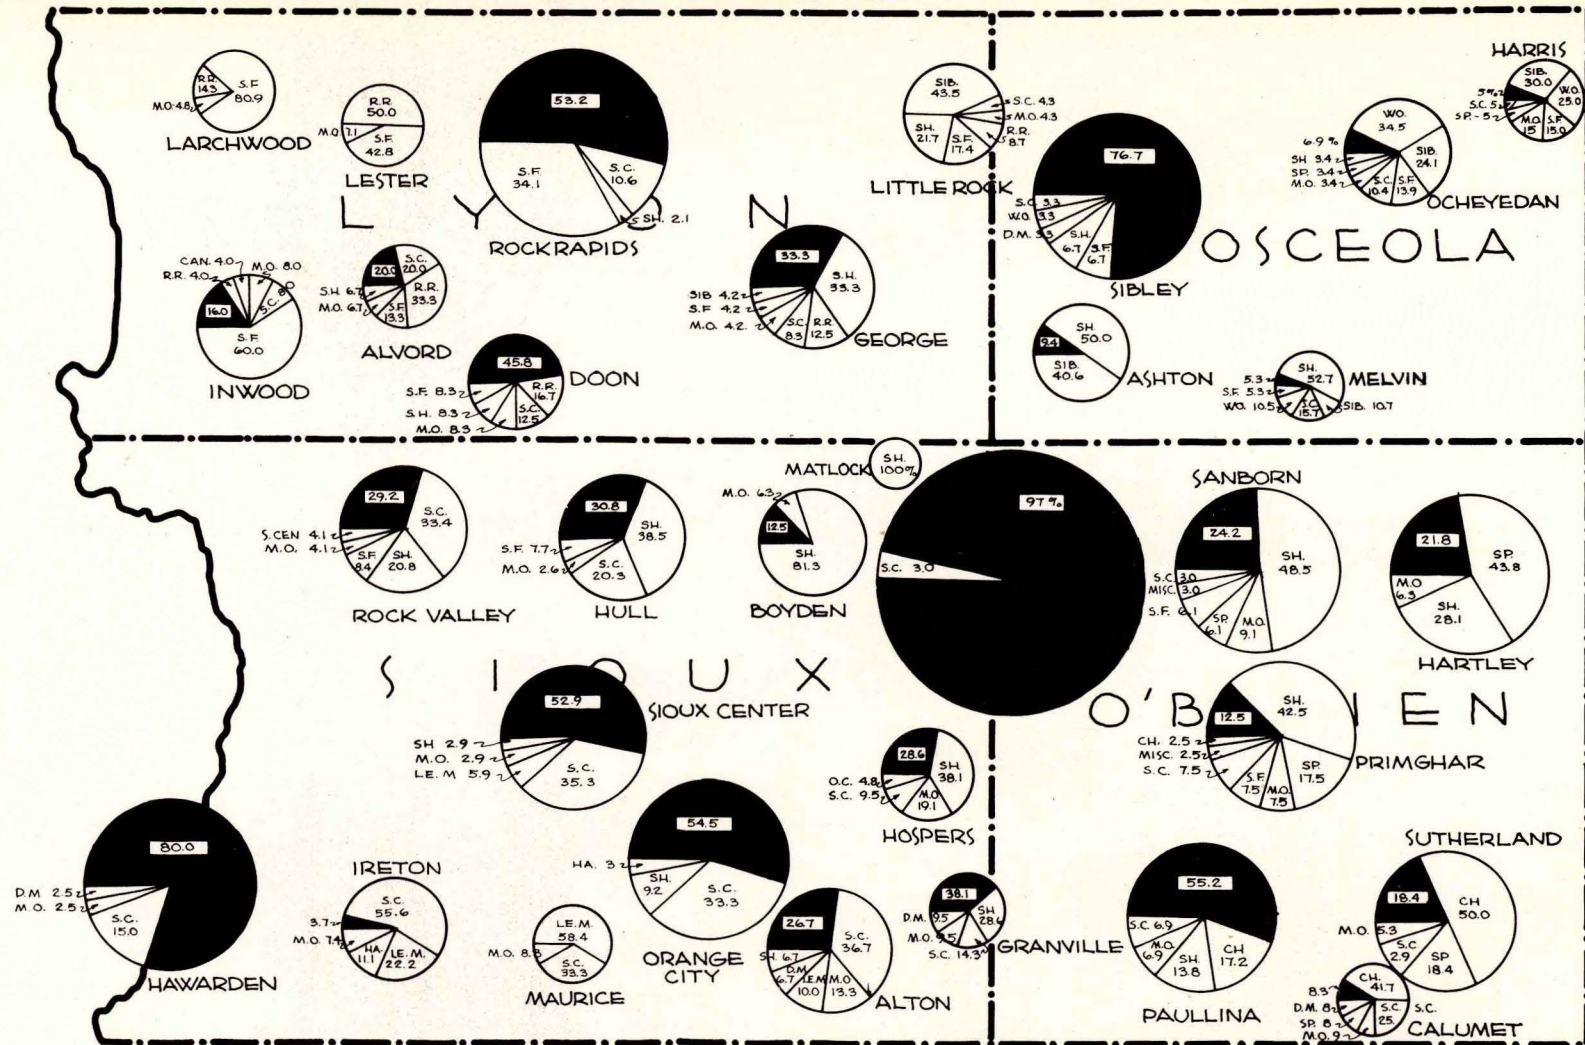 HARRIS
SIB.
30.0
W.O.
25.0
5%
S.C. 5
SP. - 5
M.O.
15
S.F.
15.0
R.R.
14.3
S.F.
80.9
M.O. 4.8
LARCHWOOD
R.R.
50.0
M.O. 7.1
S.F.
42.8
LESTER
53.2
S.F.
34.1
S.C.
10.6
SH. 2.1
ROCK RAPIDS
SIB.
43.5
S.C. 4.3
M.O. 4.3
R.R.
8.7
SH.
21.7
S.F.
17.4
LITTLE ROCK
76.7
S.C. 3.3
W.O. 3.3
D.M. 3.3
S.H.
6.7
S.F.
6.7
SIBLEY
W.O.
34.5
6.9%
SIB.
24.1
SH 3.4
SP. 3.4
M.O. 3.4
S.C.
10.4
S.F.
13.9
OCHEYEDAN
LYON
OSCEOLA
CAN. 4.0
M.O. 8.0
R.R. 4.0
S.C. 8.0
16.0
S.F.
60.0
INWOOD
20.0
S.C.
20.0
R.R.
33.3
S.H. 6.7
M.O. 6.7
S.F.
13.3
ALVORD
33.3
S.H.
33.3
SIB 4.2
S.F 4.2
M.O. 4.2.
S.C.
8.3
R.R.
12.5
GEORGE
45.8
S.F. 8.3
S.H. 8.3
M.O. 8.3
R.R.
16.7
S.C.
12.5
DOON
SH.
50.0
9.4
SIB.
40.6
ASHTON
SH.
52.7
5.3
S.F. 5.3
W.O. 10.5
S.C.
15.7
SIB. 10.7
MELVIN
MATLOCK
SH.
100%
29.2
S.C.
33.4
S.CEN 4.1
M.O. 4.1
S.F.
8.4
SH.
20.8
ROCK VALLEY
30.8
SH.
38.5
S.F. 7.7
M.O. 2.6
S.C.
20.3
HULL
M.O. 6.3
12.5
SH.
81.3
BOYDEN
97%
S.C. 3.0
SANBORN
24.2
SH.
48.5
S.C. 3.0
MISC. 3.0
S.F. 6.1
SP.
6.1
M.O.
9.1
21.8
SP.
43.8
M.O
6.3
SH.
28.1
HARTLEY
SIOUX
O'BRIEN
52.9
SH 2.9
M.O. 2.9
LE. M 5.9
S.C.
35.3
SIOUX CENTER
28.6
SH.
38.1
O.C. 4.8
S.C. 9.5
M.O
19.1
HOSPERS
SH.
42.5
12.5
CH. 2.5
MISC. 2.5
S.C. 7.5
S.F.
7.5
M.O.
7.5
SP.
17.5
PRIMGHAR
80.0
D.M. 2.5
M.O. 2.5
S.C.
15.0
HAWARDEN
IRETON
S.C.
55.6
3.7
M.O. 7.4
HA.
11.1
LE. M.
22.2
LE. M.
58.4
M.O. 8.3
S.C.
33.3
MAURICE
54.5
HA. 3
SH.
9.2
S.C.
33.3
ORANGE
CITY
26.7
S.C.
36.7
SH. 6.7
D.M
6.7
LE.M
10.0
M.O
13.3
ALTON
38.1
SH
28.6
D.M. 9.5
M.O. 9.5
S.C. 14.3
GRANVILLE
55.2
S.C. 6.9
M.O.
6.9
SH.
13.8
CH
17.2
PAULLINA
SUTHERLAND
18.4
CH
50.0
M.O. 5.3
S.C
2.9
SP
18.4
CH.
41.7
8.3
D.M. 8
SP. 8
M.O. 9
S.C.
25.
S.C.
CALUMET